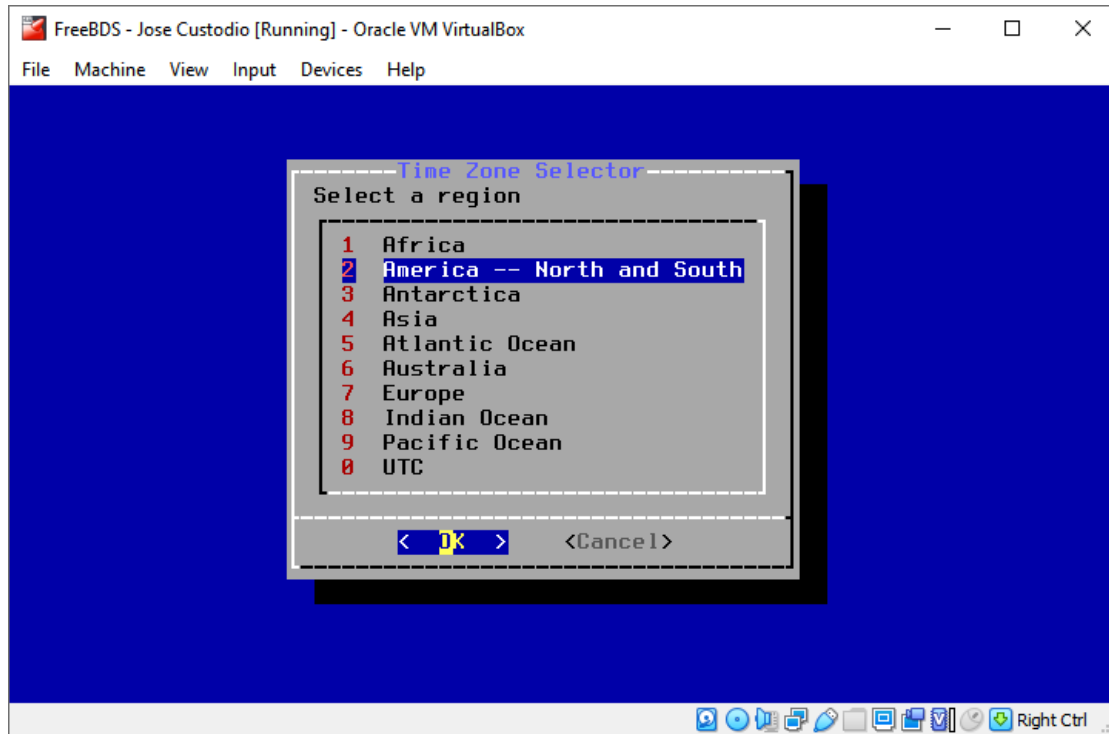 FreeBDS - Jose Custodio [Running] - Oracle VM VirtualBox
File Machine View Input Devices Help
Time Zone Selector
Select a region
1 Africa
2 America -- North and South
3 Antarctica
4 Asia
5 Atlantic Ocean
6 Australia
7 Europe
8 Indian Ocean
9 Pacific Ocean
0 UTC
< OK > <Cancel>
Right Ctrl